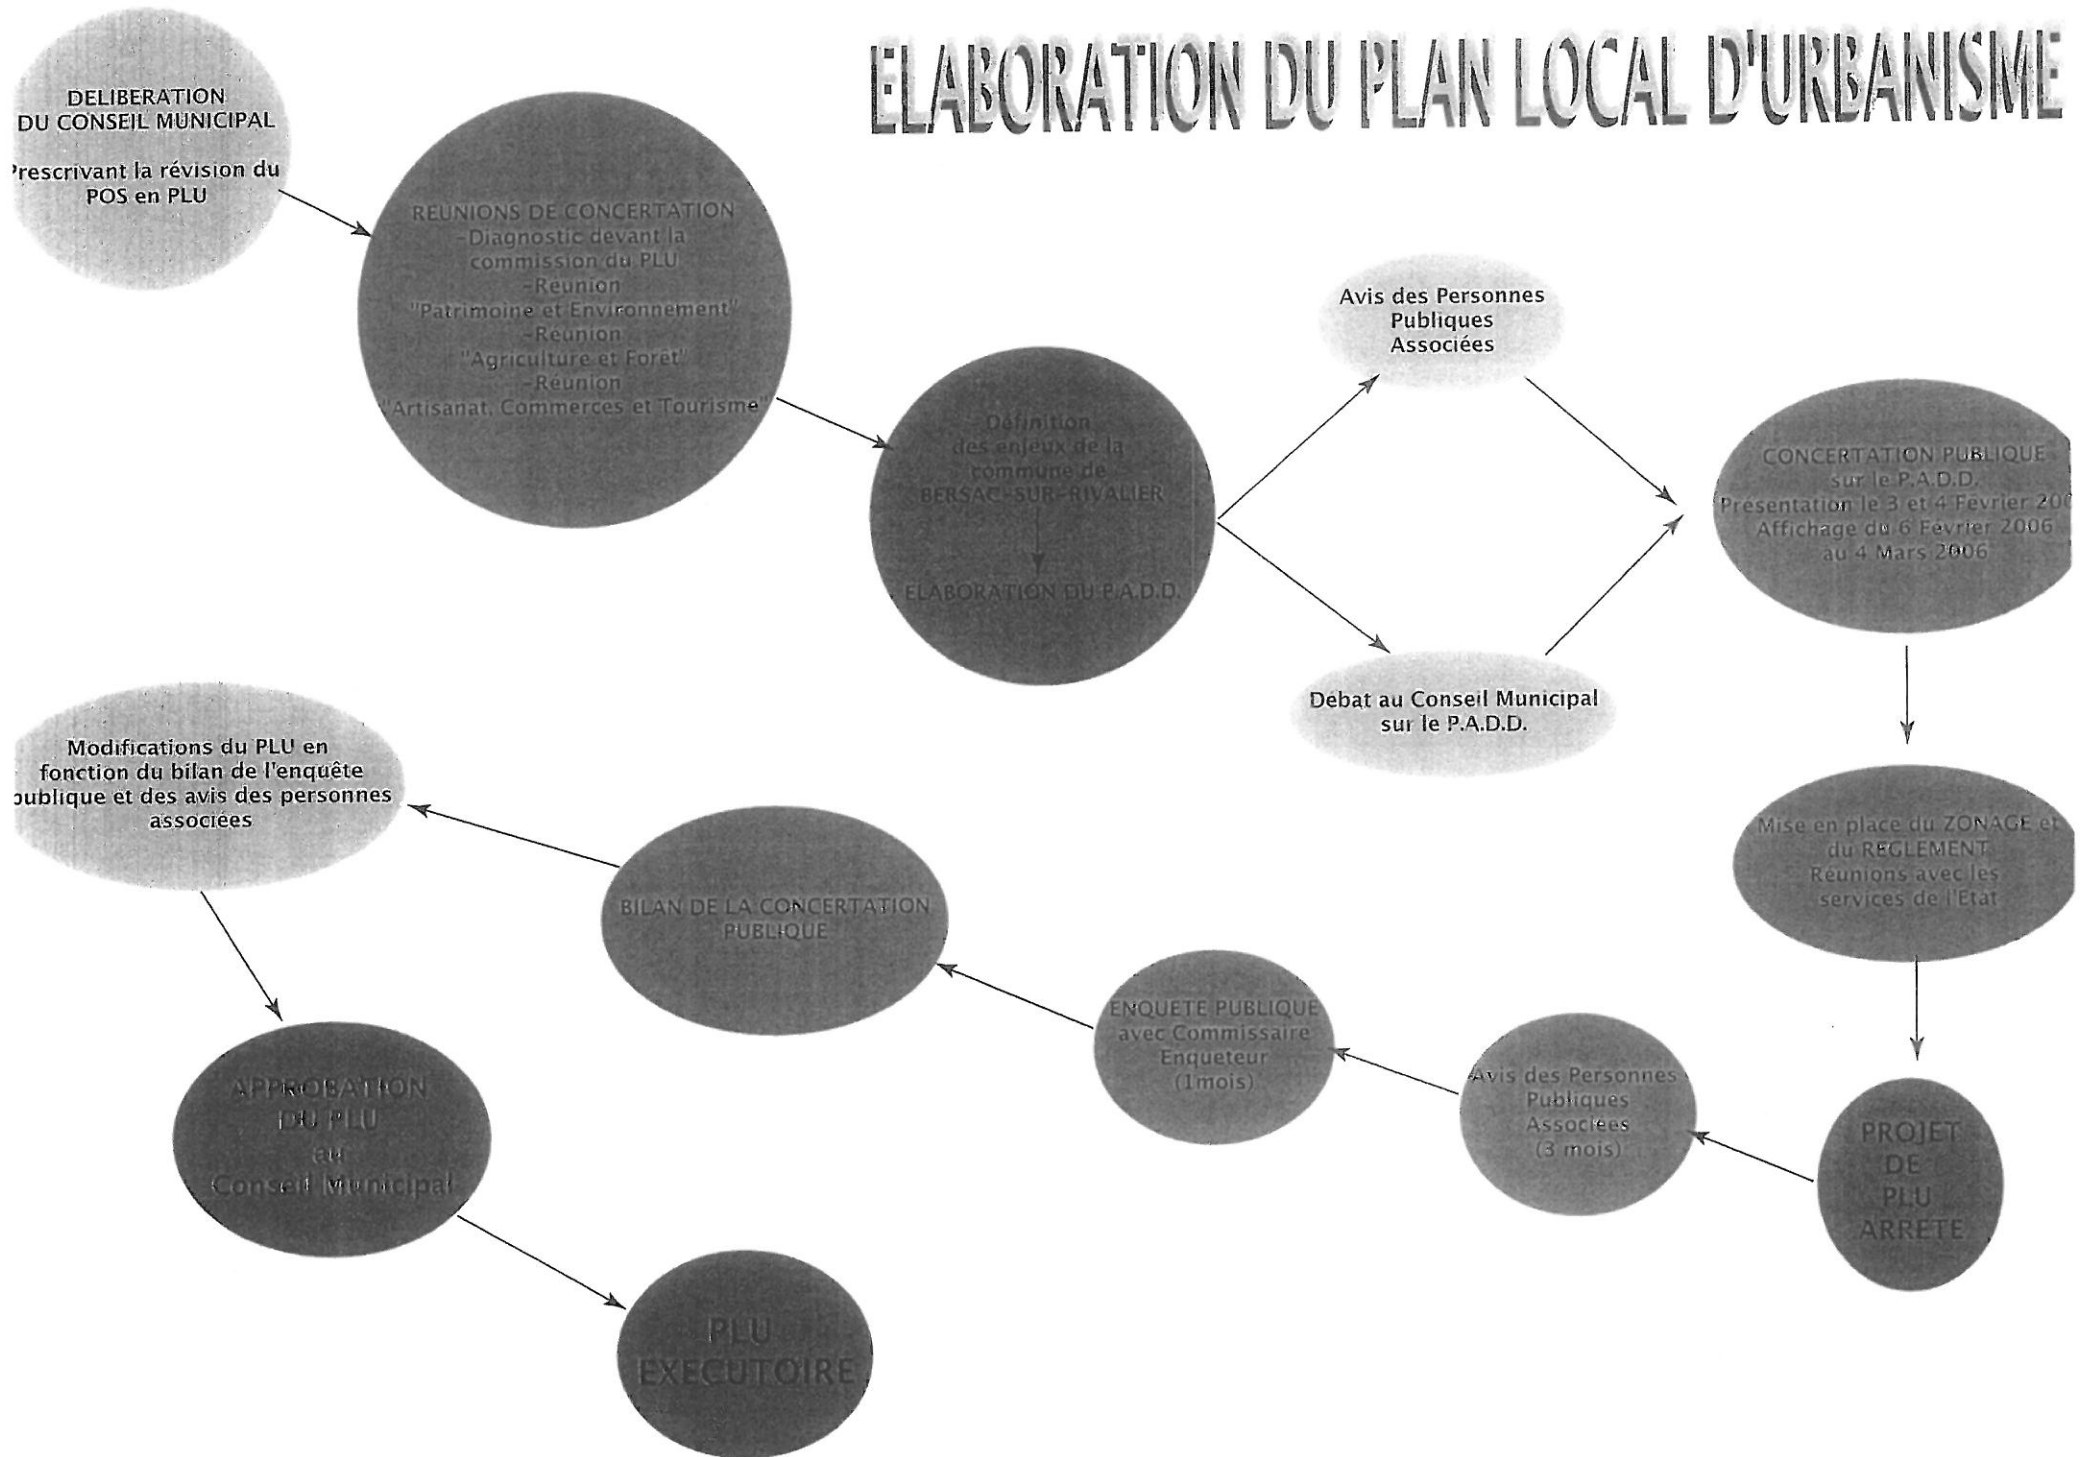 ELABORATION DU PLAN LOCAL D'URBANISME
DELIBERATION
DU CONSEIL MUNICIPAL
Prescrivant la révision du
POS en PLU
REUNIONS DE CONCERTATION
-Diagnostic devant la
commission du PLU
-Réunion
"Patrimoine et Environnement"
-Réunion
"Agriculture et Forêt"
-Réunion
"Artisanat, Commerces et Tourisme"
Définition
des enjeux de la
commune de
BERSAC-SUR-RIVALIER
ELABORATION DU P.A.D.D.
Avis des Personnes
Publiques
Associées
Débat au Conseil Municipal
sur le P.A.D.D.
CONCERTATION PUBLIQUE
sur le P.A.D.D.
Présentation le 3 et 4 Février 200
Affichage du 6 Février 2006
au 4 Mars 2006
Mise en place du ZONAGE et
du REGLEMENT
Réunions avec les
services de l'Etat
PROJET
DE
PLU
ARRETE
Avis des Personnes
Publiques
Associées
(3 mois)
ENQUETE PUBLIQUE
avec Commissaire
Enqueteur
(1mois)
BILAN DE LA CONCERTATION
PUBLIQUE
Modifications du PLU en
fonction du bilan de l'enquête
publique et des avis des personnes
associées
APPROBATION
DU PLU
au
Conseil Municipal
PLU
EXECUTOIRE